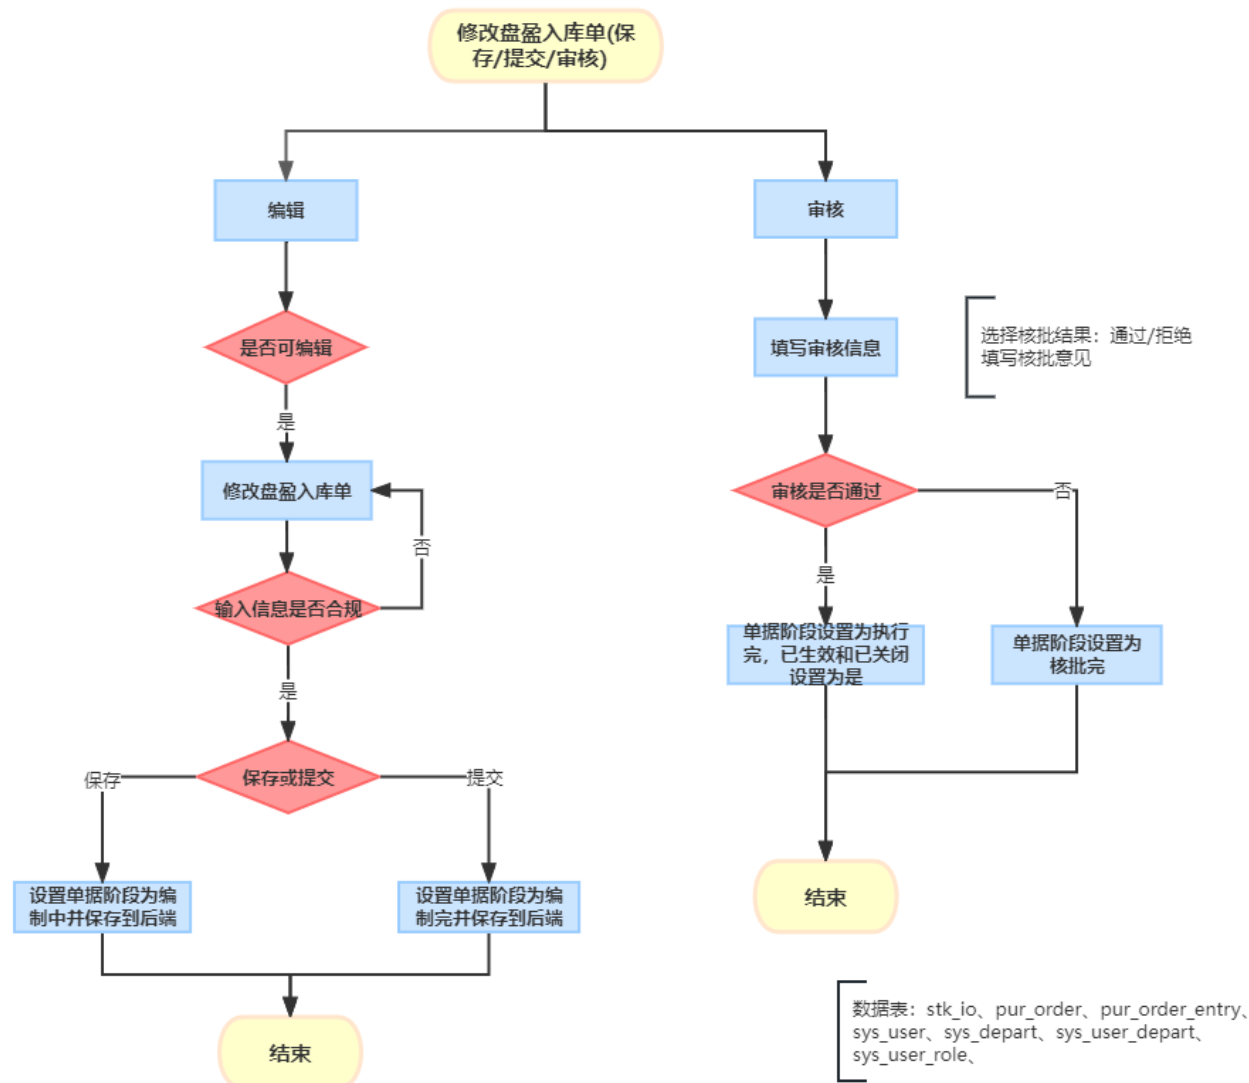 修改盘盈入库单(保
存/提交/审核)
编辑
审核
是否可编辑
填写审核信息
选择核批结果：通过/拒绝
填写核批意见
是
修改盘盈入库单
审核是否通过
否
否
是
输入信息是否合规
单据阶段设置为执行
完，已生效和已关闭
设置为是
单据阶段设置为
核批完
是
保存或提交
保存
提交
设置单据阶段为编
制中并保存到后端
设置单据阶段为编
制完并保存到后端
结束
结束
数据表：stk_io、pur_order、pur_order_entry、
sys_user、sys_depart、sys_user_depart、
sys_user_role、